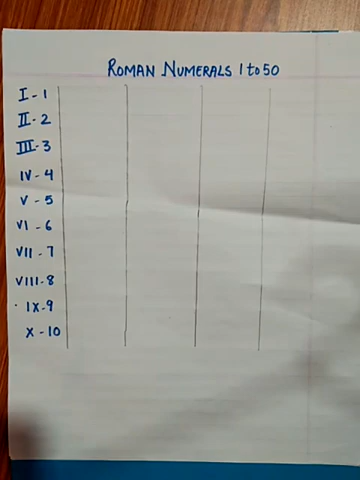 ROMAN NUMERALS 1 to 50
I - 1
II - 2
III - 3
IV - 4
V - 5
VI - 6
VII - 7
VIII - 8
IX - 9
X - 10